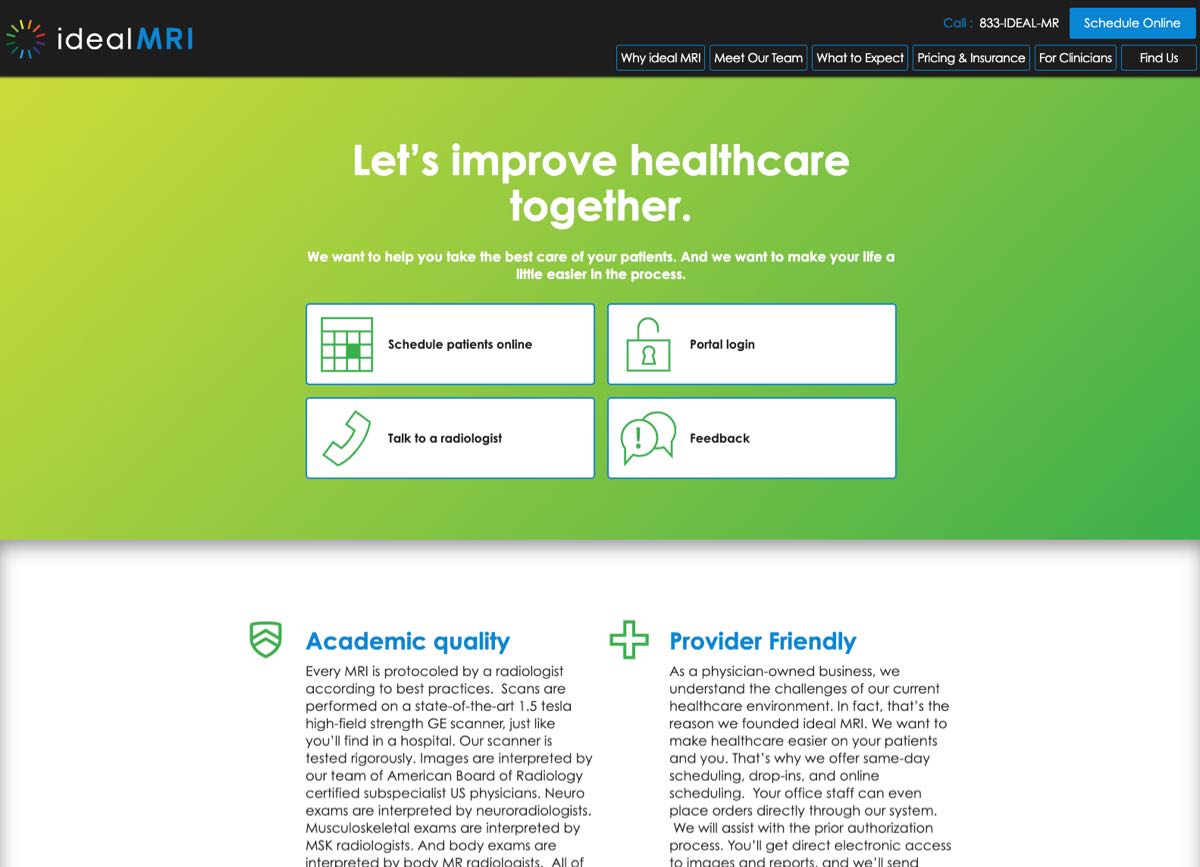 idealMRI
Call : 833-IDEAL-MR
Schedule Online
Why ideal MRI
Meet Our Team
What to Expect
Pricing & Insurance
For Clinicians
Find Us
Let's improve healthcare
together.
We want to help you take the best care of your patients. And we want to make your life a
little easier in the process.
Schedule patients online
Portal login
Talk to a radiologist
Feedback
Academic quality
Every MRI is protocoled by a radiologist
according to best practices.  Scans are
performed on a state-of-the-art 1.5 tesla
high-field strength GE scanner, just like
you'll find in a hospital. Our scanner is
tested rigorously. Images are interpreted by
our team of American Board of Radiology
certified subspecialist US physicians. Neuro
exams are interpreted by neuroradiologists.
Musculoskeletal exams are interpreted by
MSK radiologists. And body exams are
interpreted by body MR radiologists.  All of
Provider Friendly
As a physician-owned business, we
understand the challenges of our current
healthcare environment. In fact, that's the
reason we founded ideal MRI. We want to
make healthcare easier on your patients
and you. That's why we offer same-day
scheduling, drop-ins, and online
scheduling.  Your office staff can even
place orders directly through our system.
We will assist with the prior authorization
process. You'll get direct electronic access
to images and reports, and we'll send